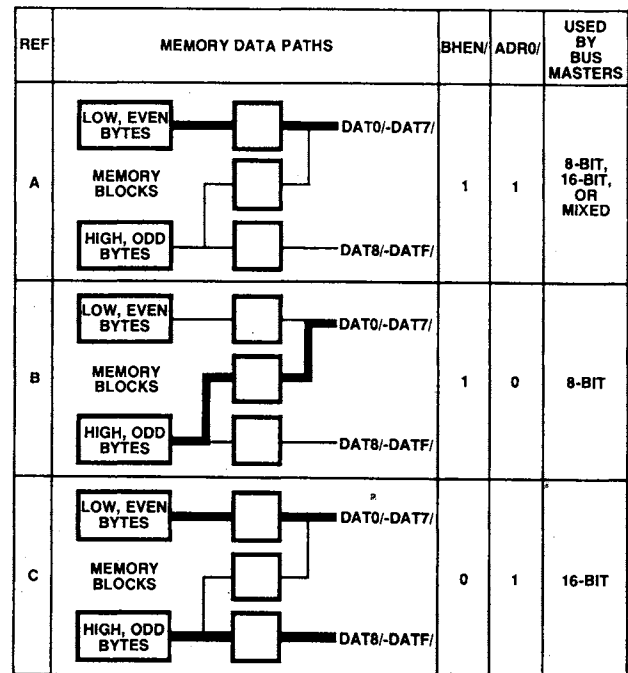 REF
MEMORY DATA PATHS
BHEN/
ADR0/
USED
BY
BUS
MASTERS
A
LOW, EVEN
BYTES
MEMORY
BLOCKS
HIGH, ODD
BYTES
DAT0/-DAT7/
DAT8/-DATF/
1
1
8-BIT,
16-BIT,
OR
MIXED
B
LOW, EVEN
BYTES
MEMORY
BLOCKS
HIGH, ODD
BYTES
DAT0/-DAT7/
DAT8/-DATF/
1
0
8-BIT
C
LOW, EVEN
BYTES
MEMORY
BLOCKS
HIGH, ODD
BYTES
DAT0/-DAT7/
DAT8/-DATF/
0
1
16-BIT